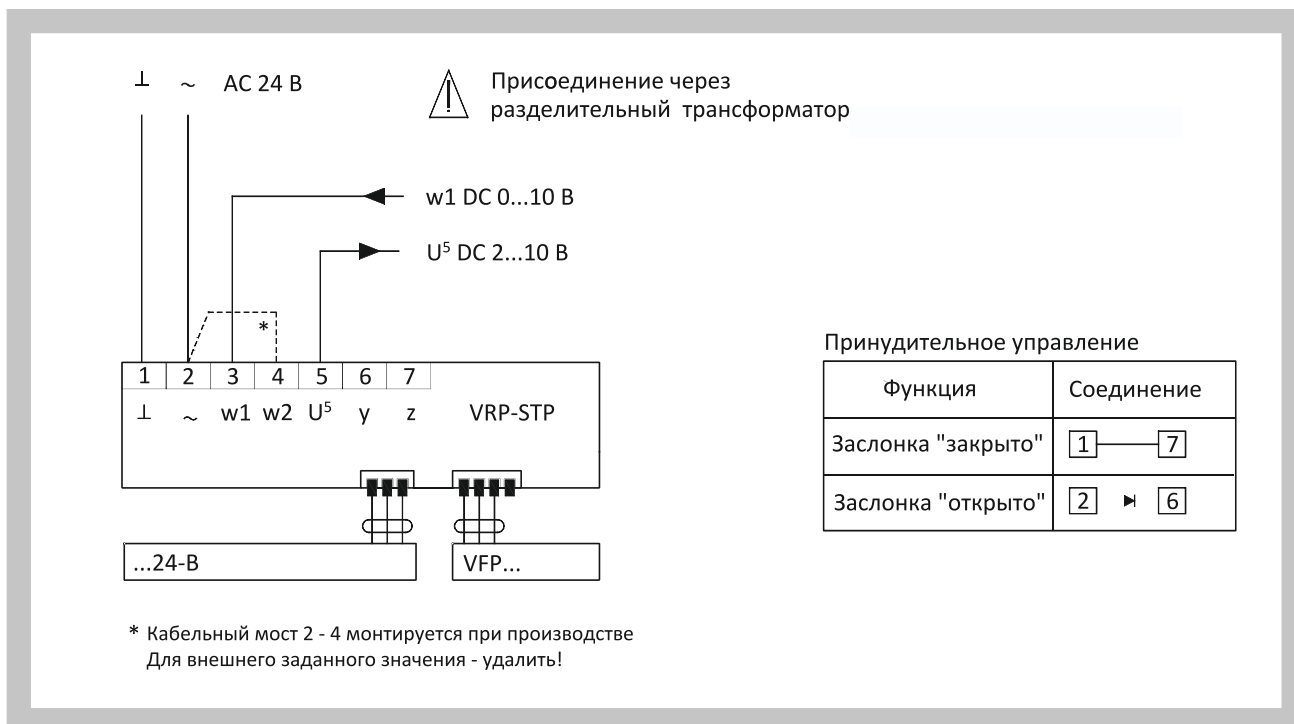 ⊥ ~ AC 24 В
Присоединение через
разделительный трансформатор
w1 DC 0...10 В
U⁵ DC 2...10 В
*
1 2 3 4 5 6 7
⊥ ~ w1 w2 U⁵ y z VRP-STP
...24-В
VFP...
* Кабельный мост 2 - 4 монтируется при производстве
Для внешнего заданного значения - удалить!
Принудительное управление
Функция Соединение
Заслонка "закрыто" 1 7
Заслонка "открыто" 2 6